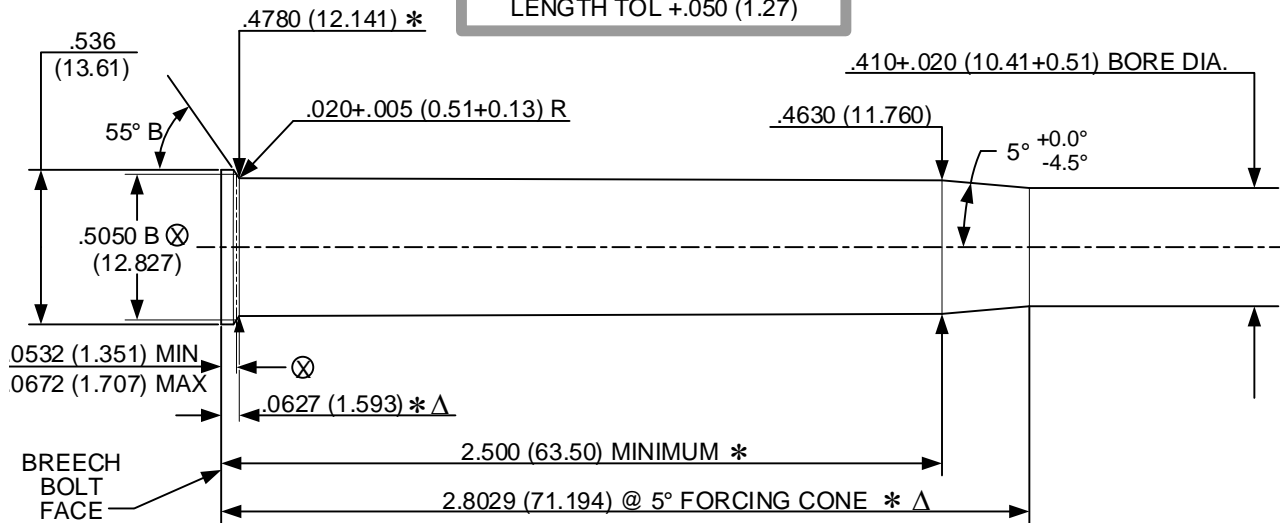 LENGTH TOL +.050 (1.27)
.4780 (12.141) *
.536
(13.61)
.410+.020 (10.41+0.51) BORE DIA.
.020+.005 (0.51+0.13) R
.4630 (11.760)
55° B
5° +0.0°
-4.5°
.5050 B ⊗
(12.827)
.0532 (1.351) MIN
⊗
.0672 (1.707) MAX
.0627 (1.593) * Δ
2.500 (63.50) MINIMUM *
BREECH
BOLT
FACE
2.8029 (71.194) @ 5° FORCING CONE * Δ